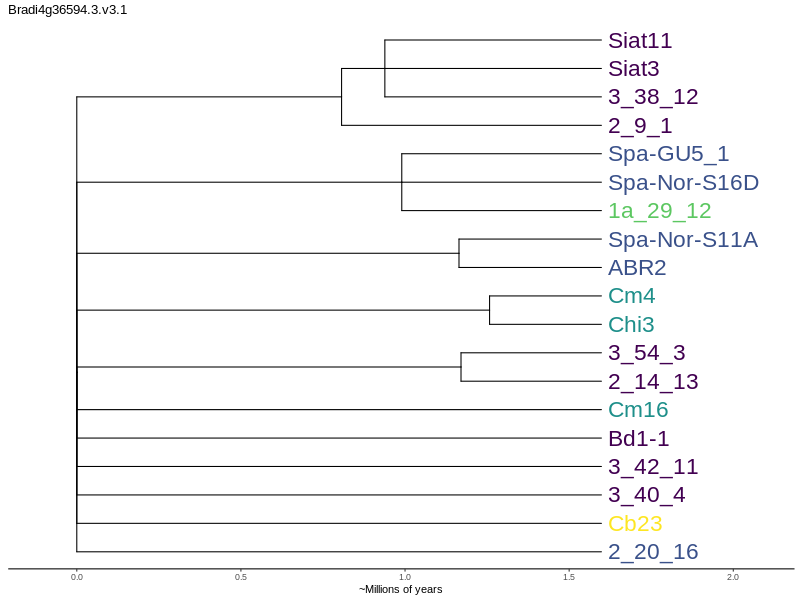 Bradi4g36594.3.v3.1
Siat11
Siat3
3_38_12
2_9_1
Spa-GU5_1
Spa-Nor-S16D
1a_29_12
Spa-Nor-S11A
ABR2
Cm4
Chi3
3_54_3
2_14_13
Cm16
Bd1-1
3_42_11
3_40_4
Cb23
2_20_16
0.0 0.5 1.0 1.5 2.0
~Millions of years